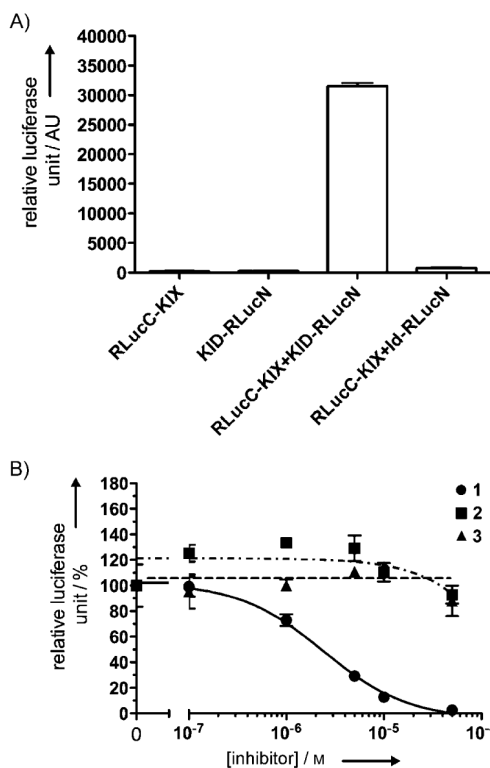 A)
relative luciferase
unit / AU
40000
35000
30000
25000
20000
15000
10000
5000
0
RLucC-KIX
KID-RLucN
RLucC-KIX+KID-RLucN
RLucC-KIX+Id-RLucN
B)
relative luciferase
unit / %
180
160
140
120
100
80
60
40
20
0
1
2
3
0
10⁻⁷
10⁻⁶
10⁻⁵
10⁻
[inhibitor] / M